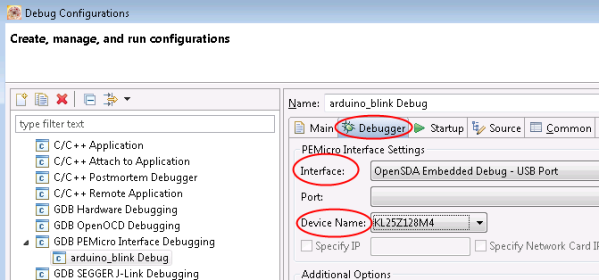 Debug Configurations
Create, manage, and run configurations
type filter text
C/C++ Application
C/C++ Attach to Application
C/C++ Postmortem Debugger
C/C++ Remote Application
GDB Hardware Debugging
GDB OpenOCD Debugging
GDB PEMicro Interface Debugging
arduino_blink Debug
GDB SEGGER J-Link Debugging
Name: arduino_blink Debug
Main Debugger Startup Source Common
PEMicro Interface Settings
Interface: OpenSDA Embedded Debug - USB Port
Port:
Device Name: KL25Z128M4
Specify IP Specify Network Card IP
Additional Options